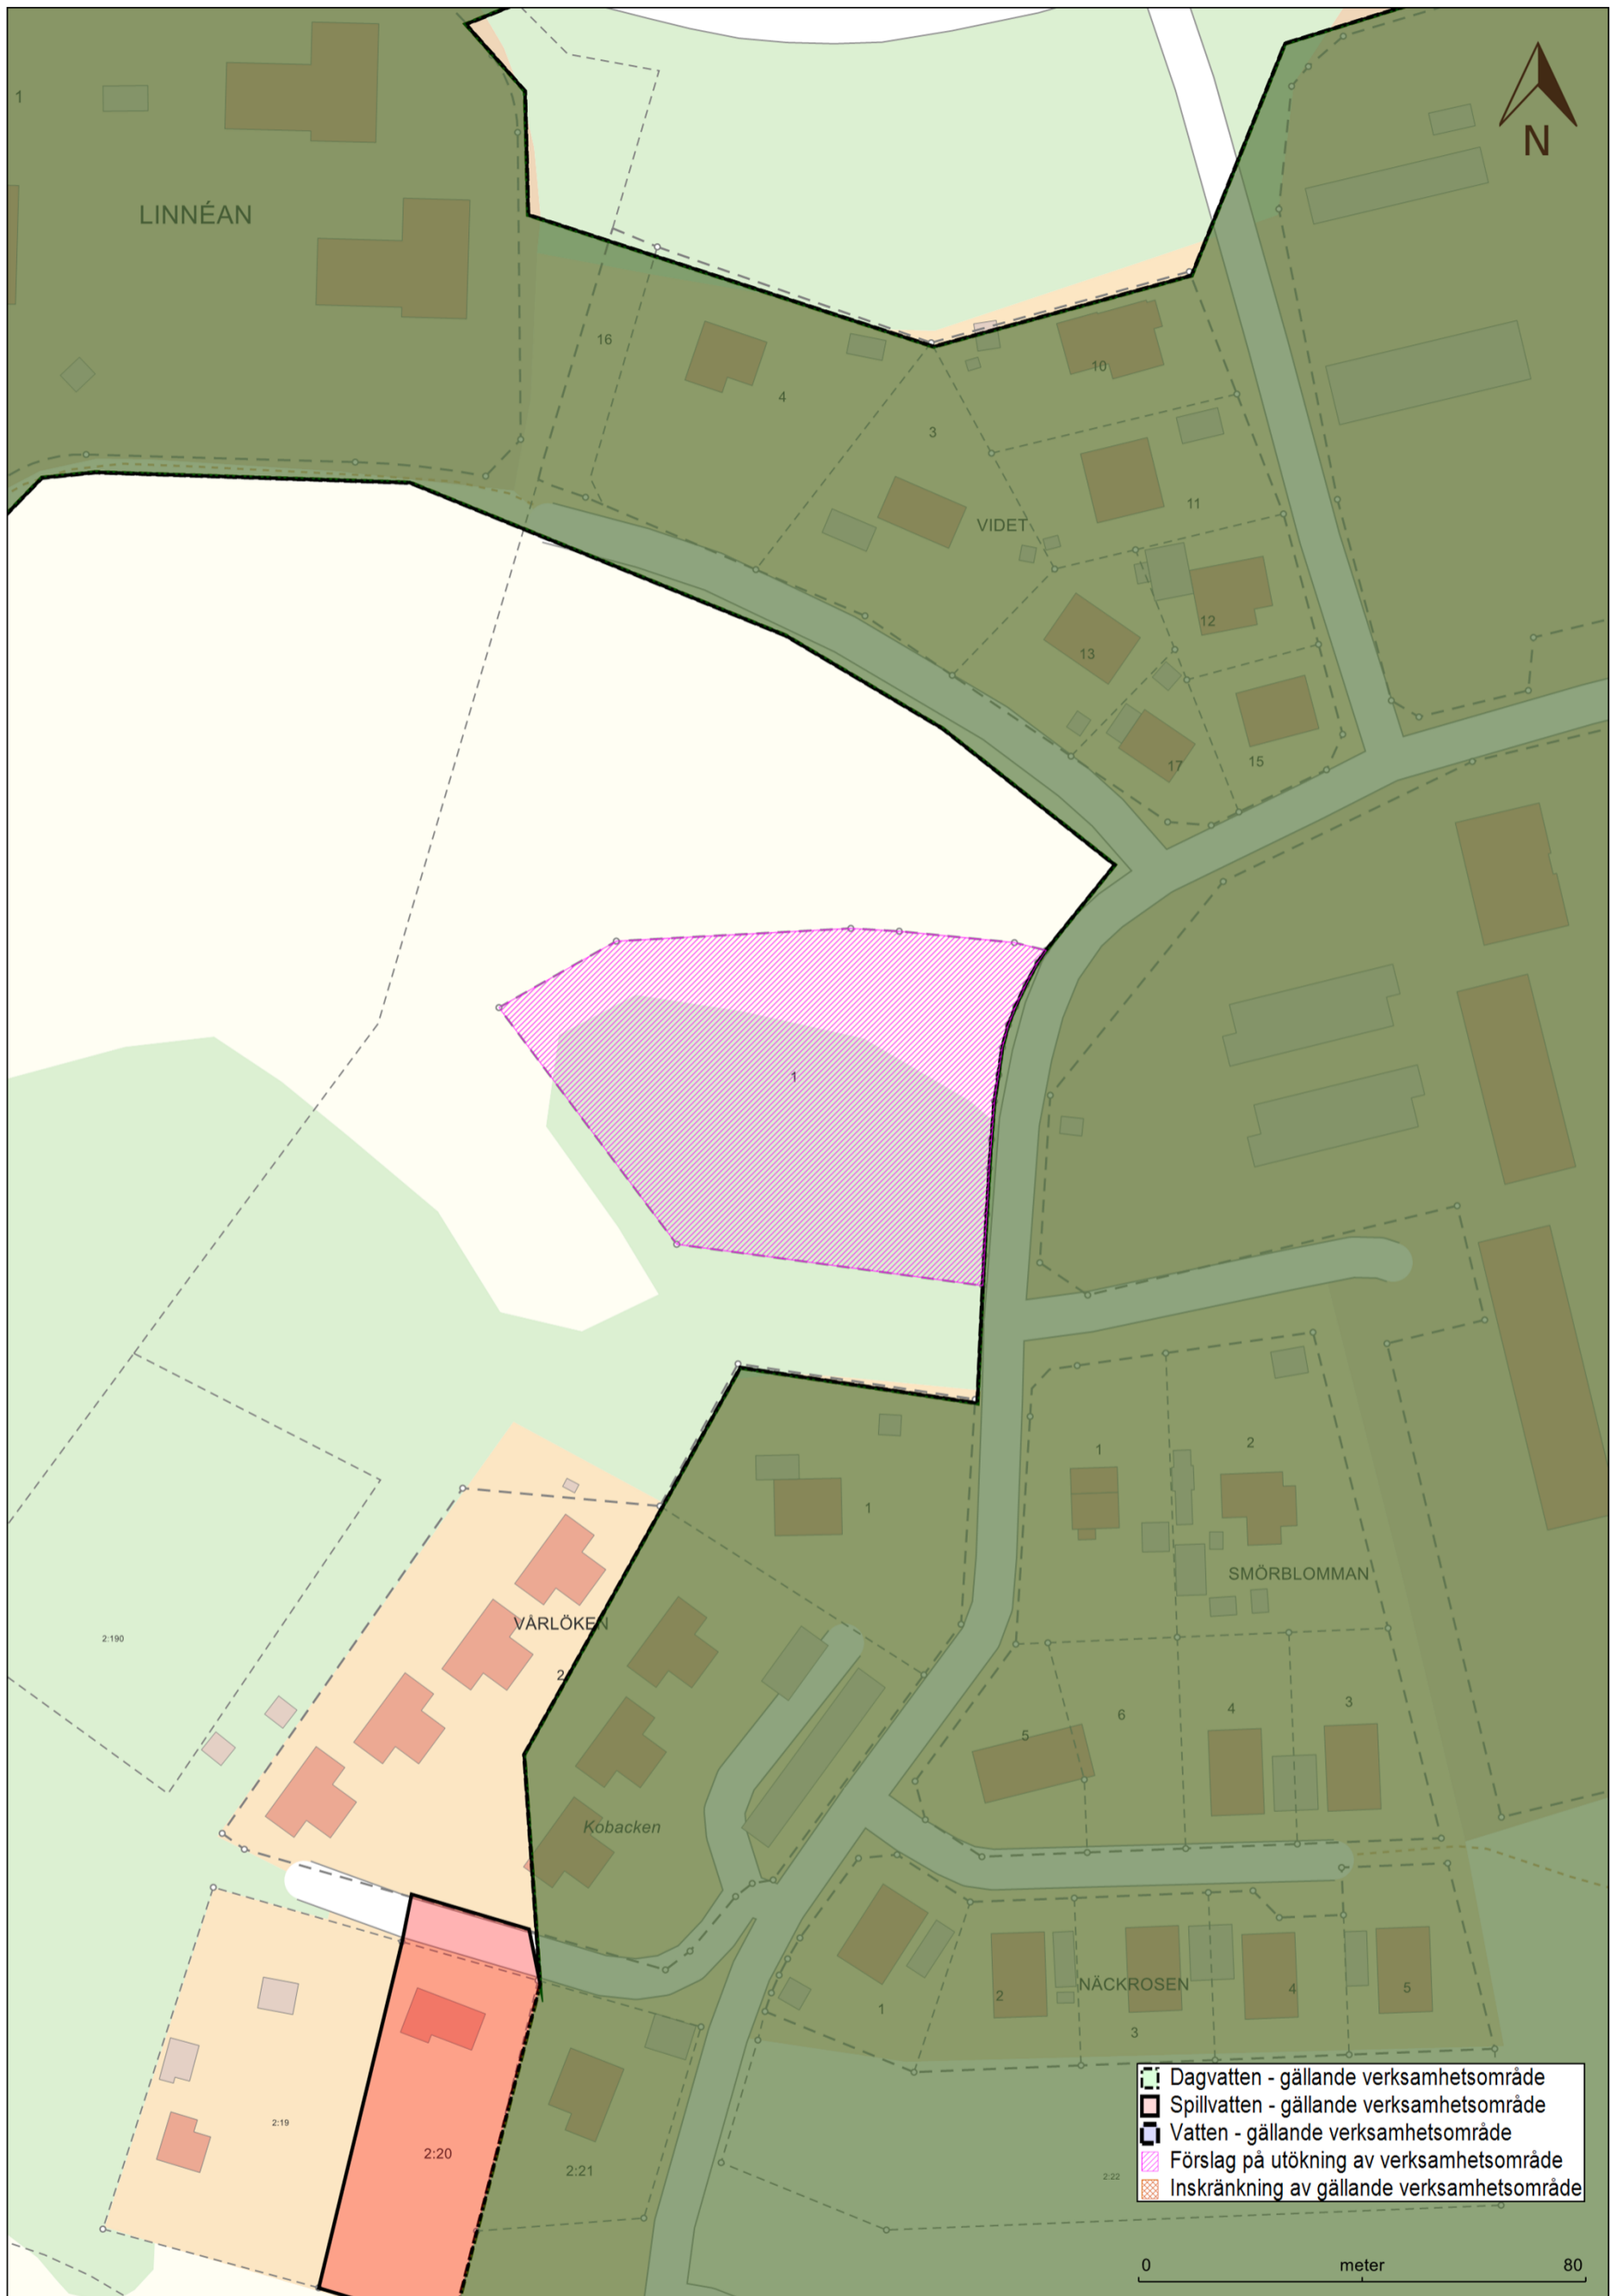 1
N
LINNÉAN
16
4
10
3
11
VIDET
12
13
17
15
1
1
2
1
SMÖRBLOMMAN
VÅRLÖKEN
2:190
2
6
4
3
5
Kobacken
1
2
NÄCKROSEN
4
5
3
2:19
2:20
2:21
2:22
Dagvatten - gällande verksamhetsområde
Spillvatten - gällande verksamhetsområde
Vatten - gällande verksamhetsområde
Förslag på utökning av verksamhetsområde
Inskränkning av gällande verksamhetsområde
0 meter 80